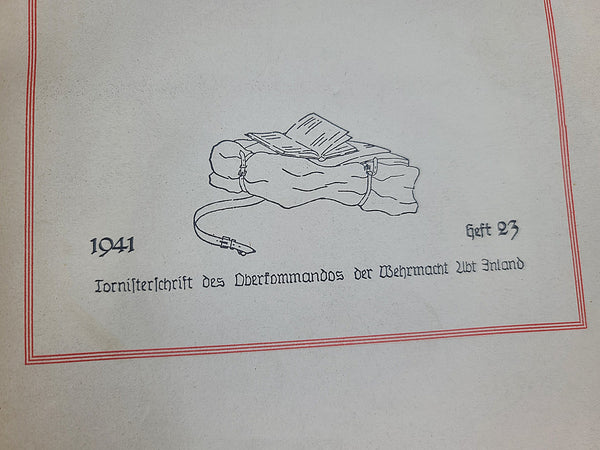 1941
Heft 23
Tornisterschrift des Oberkommandos der Wehrmacht Abt Inland